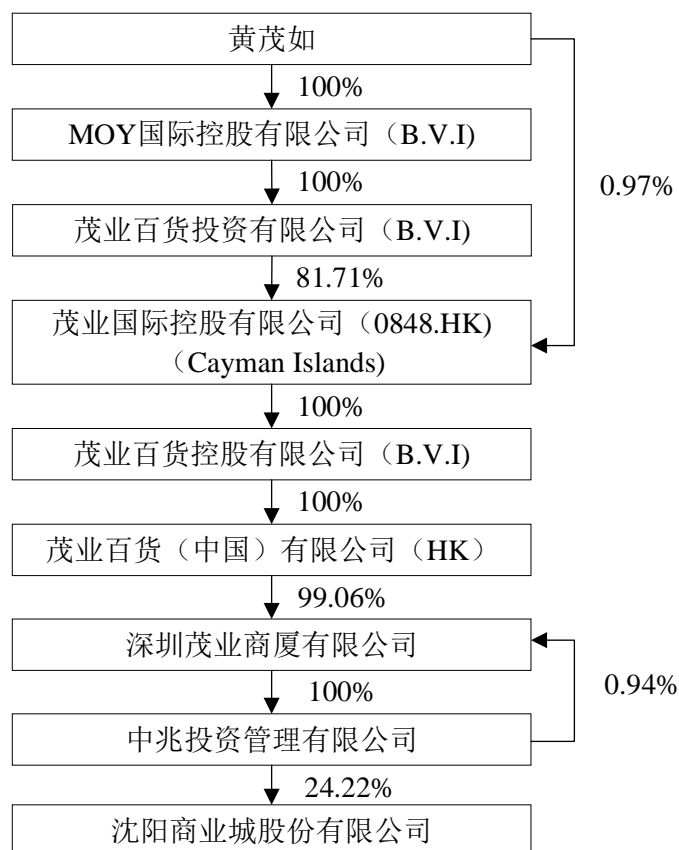 黄茂如
100%
MOY国际控股有限公司（B.V.I)
100%
0.97%
茂业百货投资有限公司（B.V.I)
81.71%
茂业国际控股有限公司（0848.HK)
（Cayman Islands)
100%
茂业百货控股有限公司（B.V.I)
100%
茂业百货（中国）有限公司（HK）
99.06%
深圳茂业商厦有限公司
100%
0.94%
中兆投资管理有限公司
24.22%
沈阳商业城股份有限公司